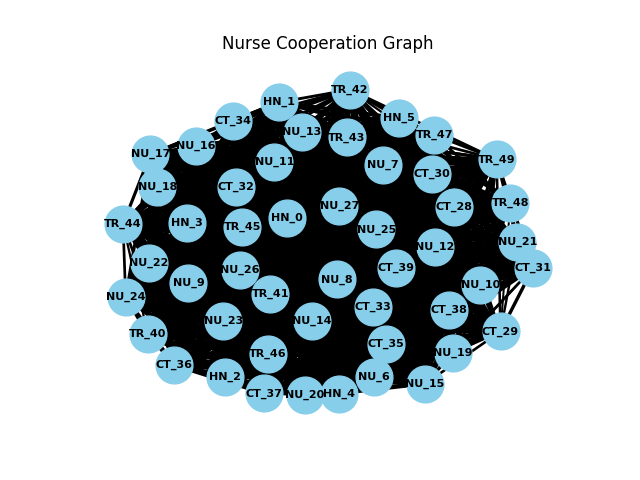 Nurse Cooperation Graph
TR_42
HN_1
HN_5
CT_34
NU_13
TR_43
TR_47
NU_16
NU_17
NU_11
NU_7
TR_49
CT_30
NU_18
CT_32
TR_48
NU_27
CT_28
HN_0
HN_3
TR_44
TR_45
NU_25
NU_21
NU_12
NU_22
CT_31
NU_26
CT_39
NU_8
NU_9
NU_10
TR_41
NU_24
CT_33
CT_38
NU_23
NU_14
CT_29
TR_40
CT_35
TR_46
NU_19
CT_36
HN_2
NU_6
NU_15
CT_37
NU_20
HN_4